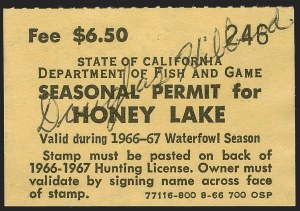 Fee $6.50 246
STATE OF CALIFORNIA
DEPARTMENT OF FISH AND GAME
SEASONAL PERMIT for
HONEY LAKE
Valid during 1966-67 Waterfowl Season
Stamp must be pasted on back of
1966-1967 Hunting License. Owner must
validate by signing name across face
of stamp. 77116-800 8-66 700 OSP